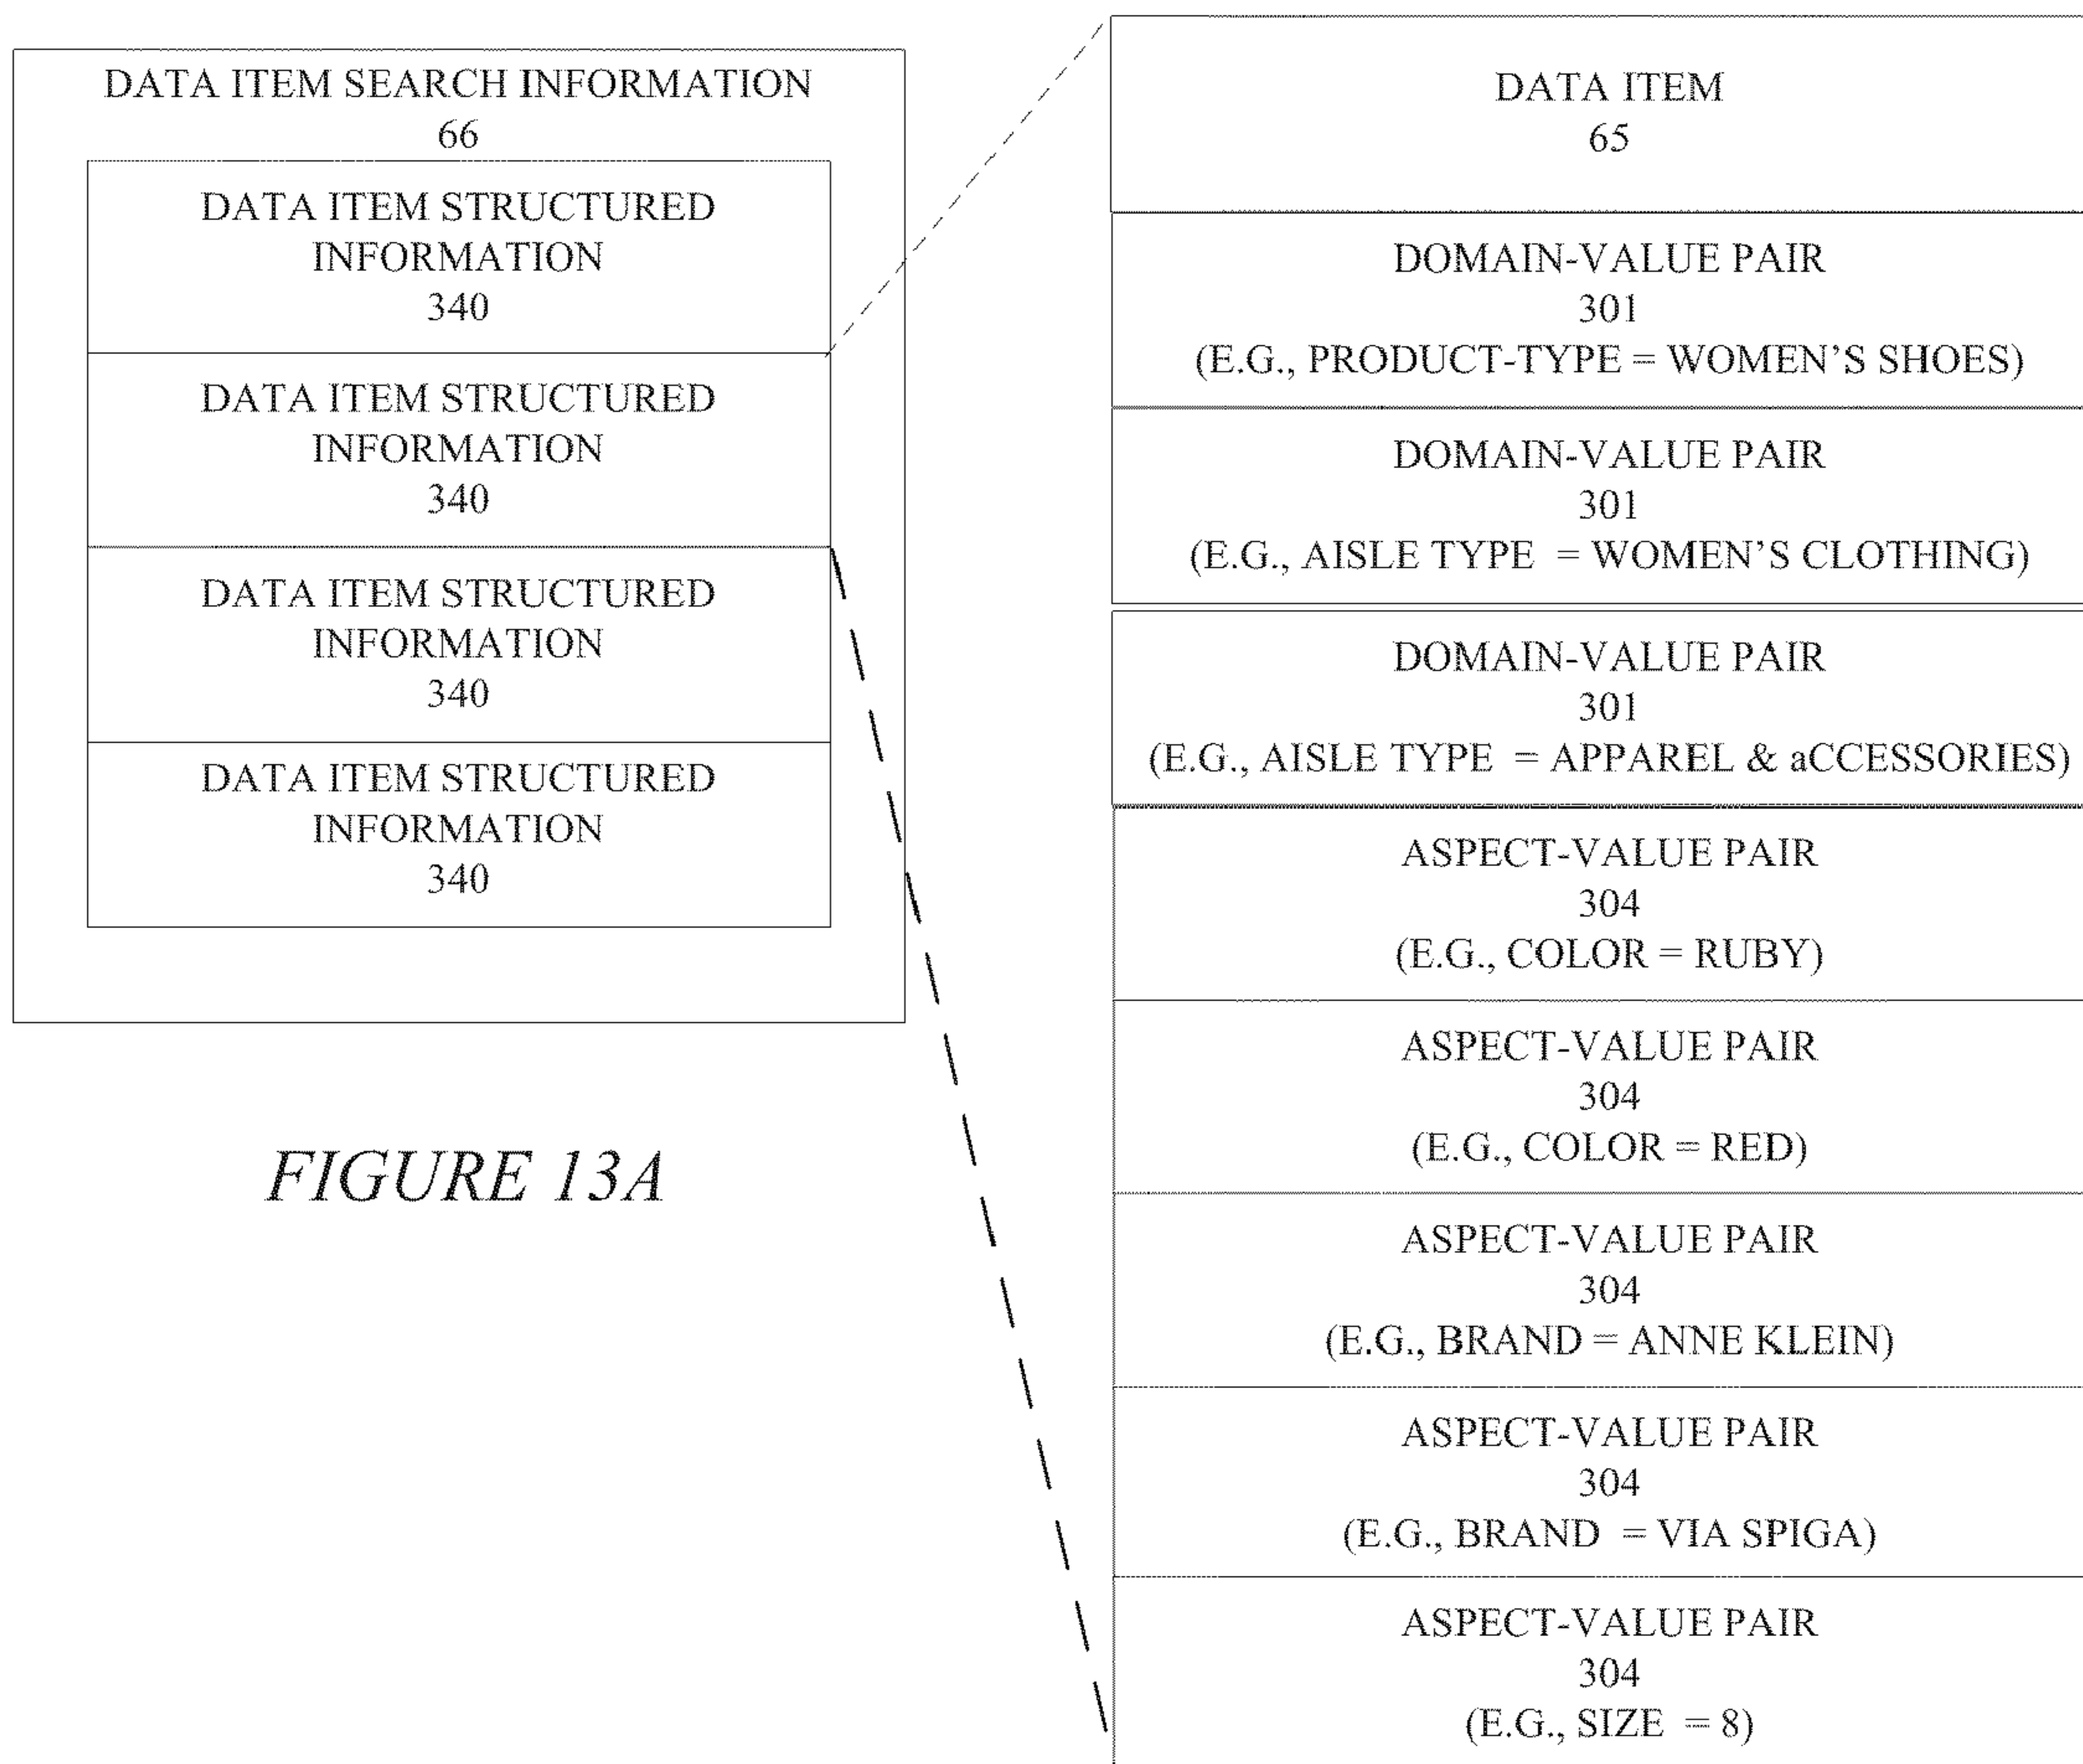 DATA ITEM SEARCH INFORMATION
66
DATA ITEM STRUCTURED
INFORMATION
340
DATA ITEM STRUCTURED
INFORMATION
340
DATA ITEM STRUCTURED
INFORMATION
340
DATA ITEM STRUCTURED
INFORMATION
340
FIGURE 13A
DATA ITEM
65
DOMAIN-VALUE PAIR
301
(E.G., PRODUCT-TYPE = WOMEN'S SHOES)
DOMAIN-VALUE PAIR
301
(E.G., AISLE TYPE = WOMEN'S CLOTHING)
DOMAIN-VALUE PAIR
301
(E.G., AISLE TYPE = APPAREL & aCCESSORIES)
ASPECT-VALUE PAIR
304
(E.G., COLOR = RUBY)
ASPECT-VALUE PAIR
304
(E.G., COLOR = RED)
ASPECT-VALUE PAIR
304
(E.G., BRAND = ANNE KLEIN)
ASPECT-VALUE PAIR
304
(E.G., BRAND = VIA SPIGA)
ASPECT-VALUE PAIR
304
(E.G., SIZE = 8)